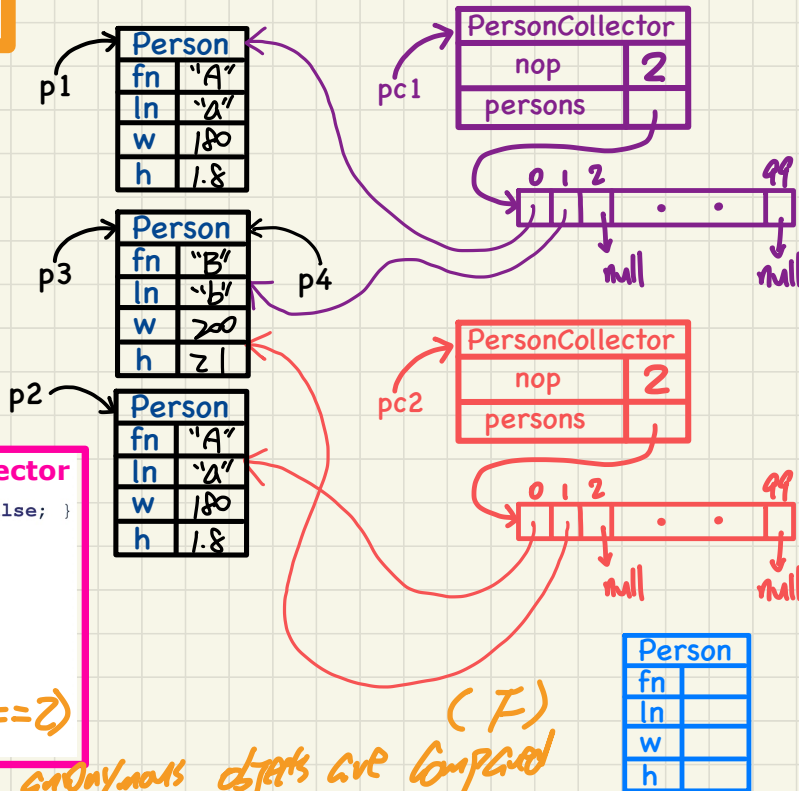 Person
p1
fn "A"
ln "a"
w 180
h 1.8
PersonCollector
pc1
nop 2
persons
0 1 2 99
null null
Person
p3
p4
fn "B"
ln "b"
w 200
h 21
p2
Person
fn "A"
ln "a"
w 180
h 1.8
PersonCollector
pc2
nop 2
persons
0 1 2 99
null null
ector
lse; }
==2)
(F)
anonymous objects are compared
Person
fn
ln
w
h